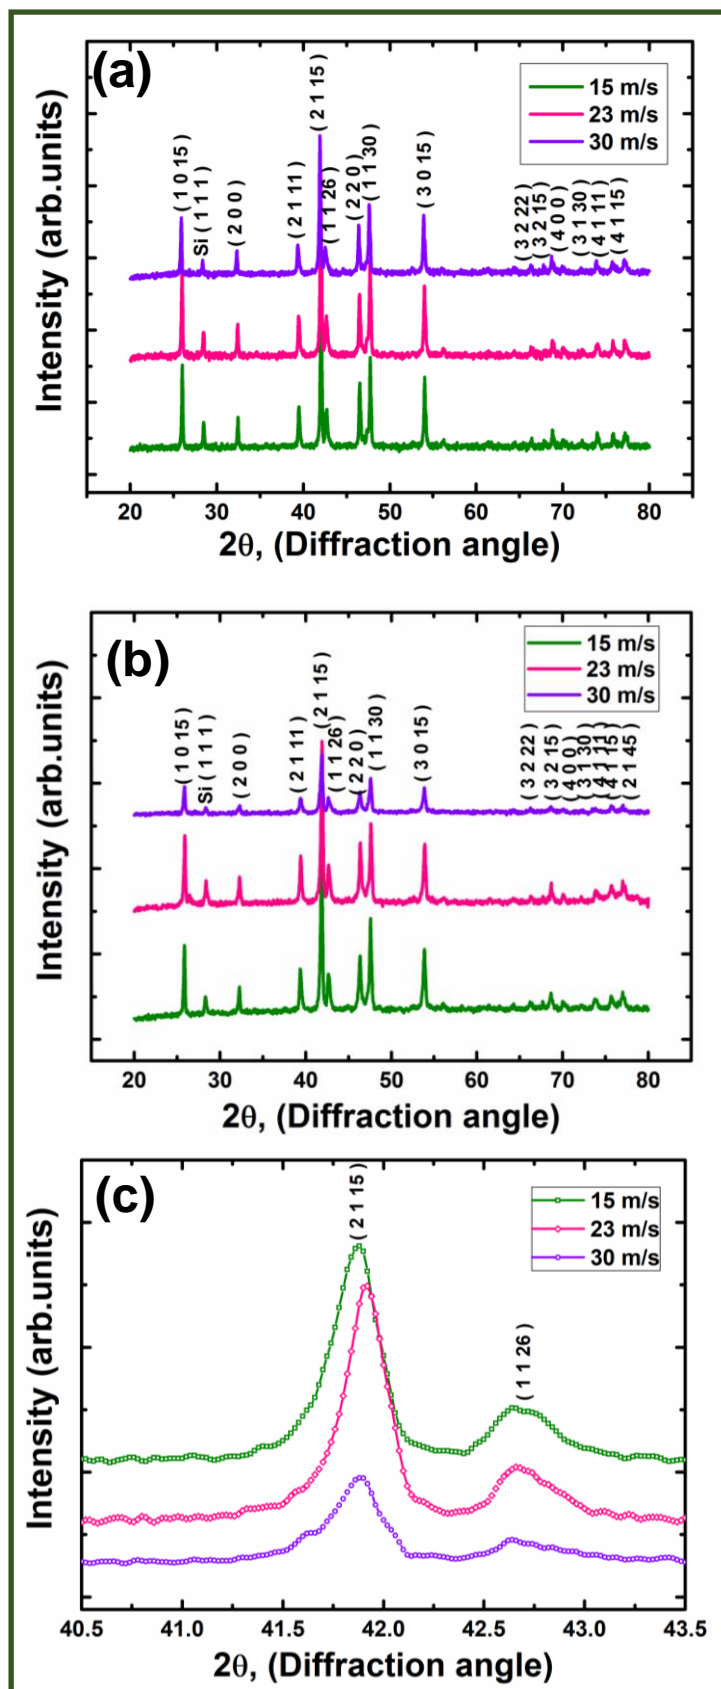 (a)
15 m/s
23 m/s
30 m/s
( 1 0 15 )
Si ( 1 1 1 )
( 2 0 0 )
( 2 1 11 )
( 2 1 15 )
( 1 1 26 )
( 2 2 0 )
( 1 1 30 )
( 3 0 15 )
( 3 2 22 )
( 3 2 15 )
( 4 0 0 )
( 3 1 30 )
( 4 1 11 )
( 4 1 15 )
Intensity (arb.units)
20 30 40 50 60 70 80
2θ, (Diffraction angle)
(b)
15 m/s
23 m/s
30 m/s
( 1 0 15 )
Si ( 1 1 1 )
( 2 0 0 )
( 2 1 11 )
( 2 1 15 )
( 1 1 26 )
( 2 2 0 )
( 1 1 30 )
( 3 0 15 )
( 3 2 22 )
( 3 2 15 )
( 4 0 0 )
( 3 1 30 )
( 4 1 11 )
( 4 1 15 )
( 2 1 45 )
Intensity (arb.units)
20 30 40 50 60 70 80
2θ, (Diffraction angle)
(c)
15 m/s
23 m/s
30 m/s
( 2 1 15 )
( 1 1 26 )
Intensity (arb.units)
40.5 41.0 41.5 42.0 42.5 43.0 43.5
2θ, (Diffraction angle)